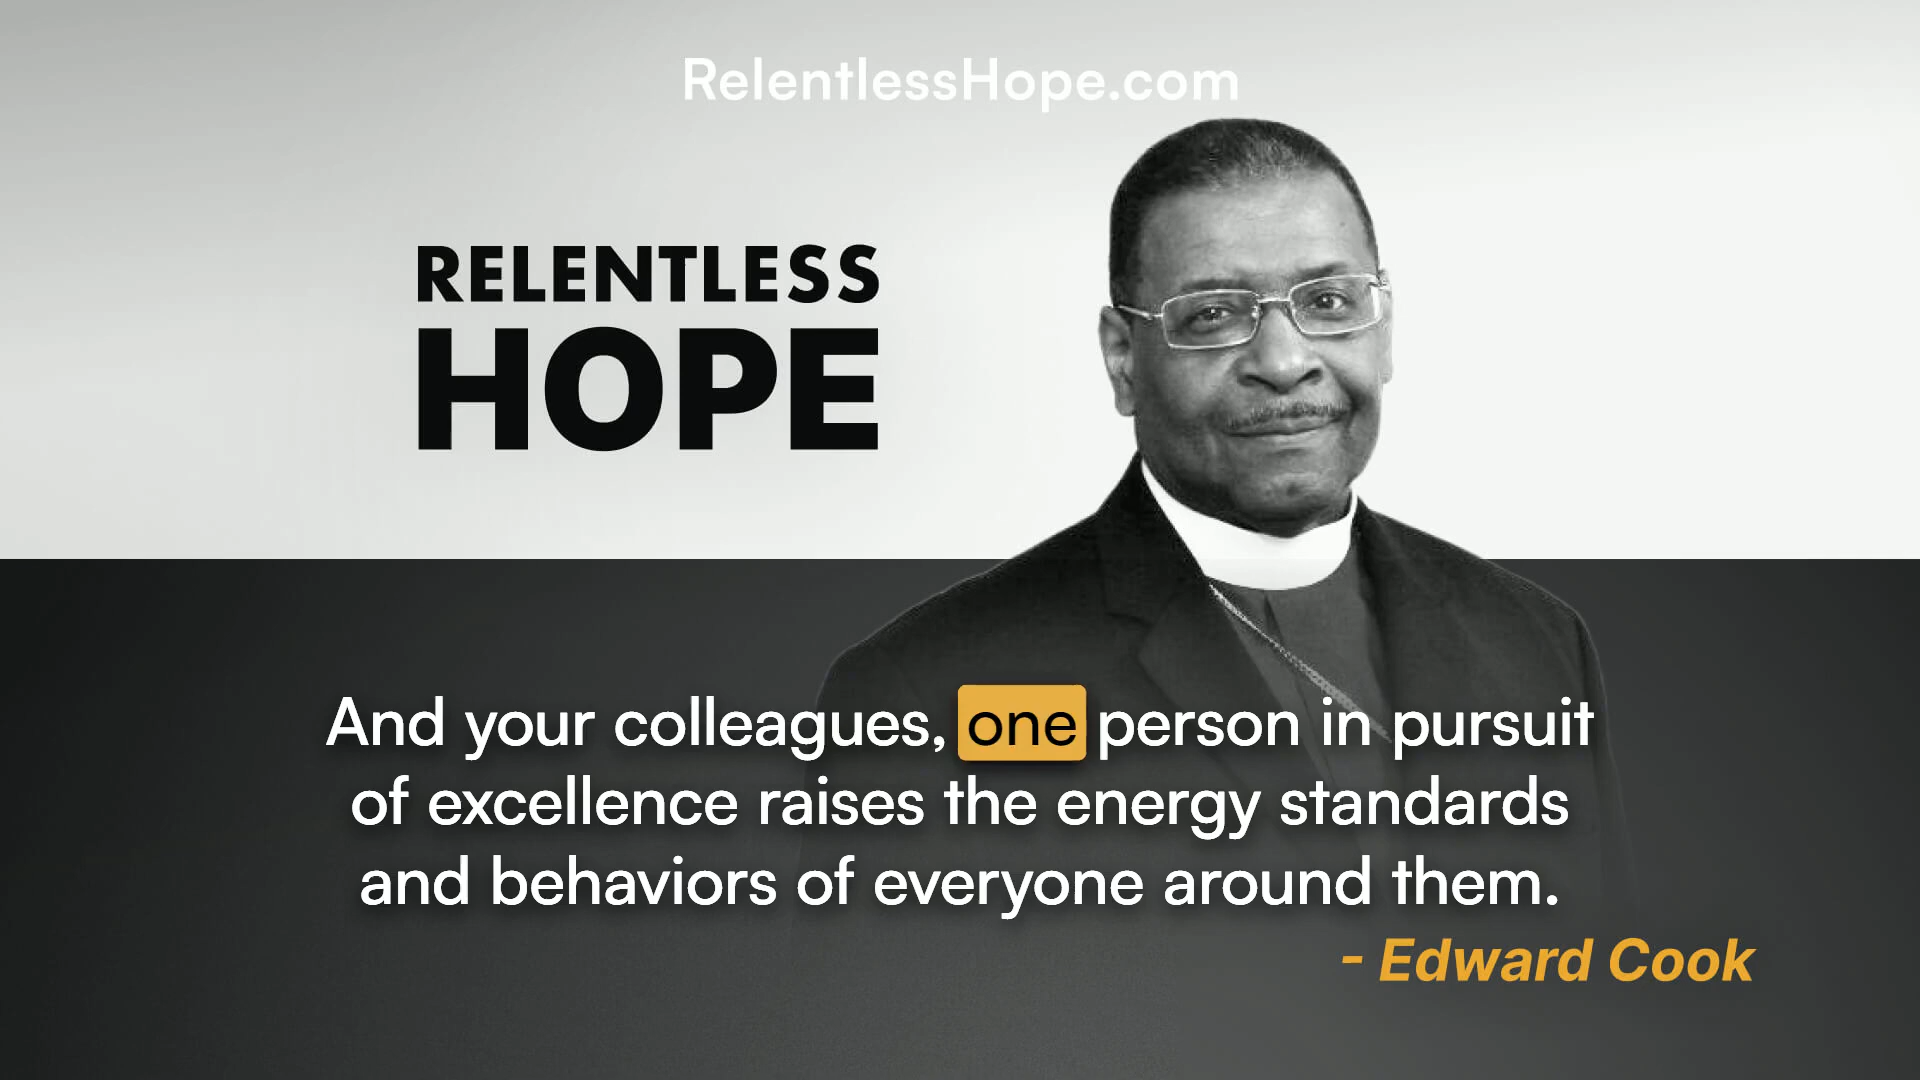 RelentlessHope.com
RELENTLESS
HOPE
And your colleagues, one person in pursuit
of excellence raises the energy standards
and behaviors of everyone around them.
- Edward Cook